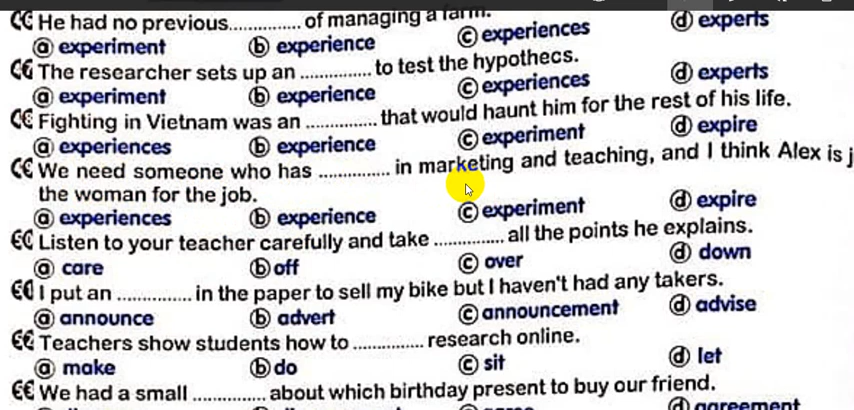 He had no previous.............. of managing a farm.
ⓐ experiment ⓑ experience ⓒ experiences ⓓ experts
The researcher sets up an .............. to test the hypothecs.
ⓐ experiment ⓑ experience ⓒ experiences ⓓ experts
Fighting in Vietnam was an .............. that would haunt him for the rest of his life.
ⓐ experiences ⓑ experience ⓒ experiment ⓓ expire
We need someone who has .............. in marketing and teaching, and I think Alex is
the woman for the job.
ⓐ experiences ⓑ experience ⓒ experiment ⓓ expire
Listen to your teacher carefully and take .............. all the points he explains.
ⓐ care ⓑ off ⓒ over ⓓ down
I put an .............. in the paper to sell my bike but I haven't had any takers.
ⓐ announce ⓑ advert ⓒ announcement ⓓ advise
Teachers show students how to .............. research online.
ⓐ make ⓑ do ⓒ sit ⓓ let
We had a small .............. about which birthday present to buy our friend.
ⓓ agreement